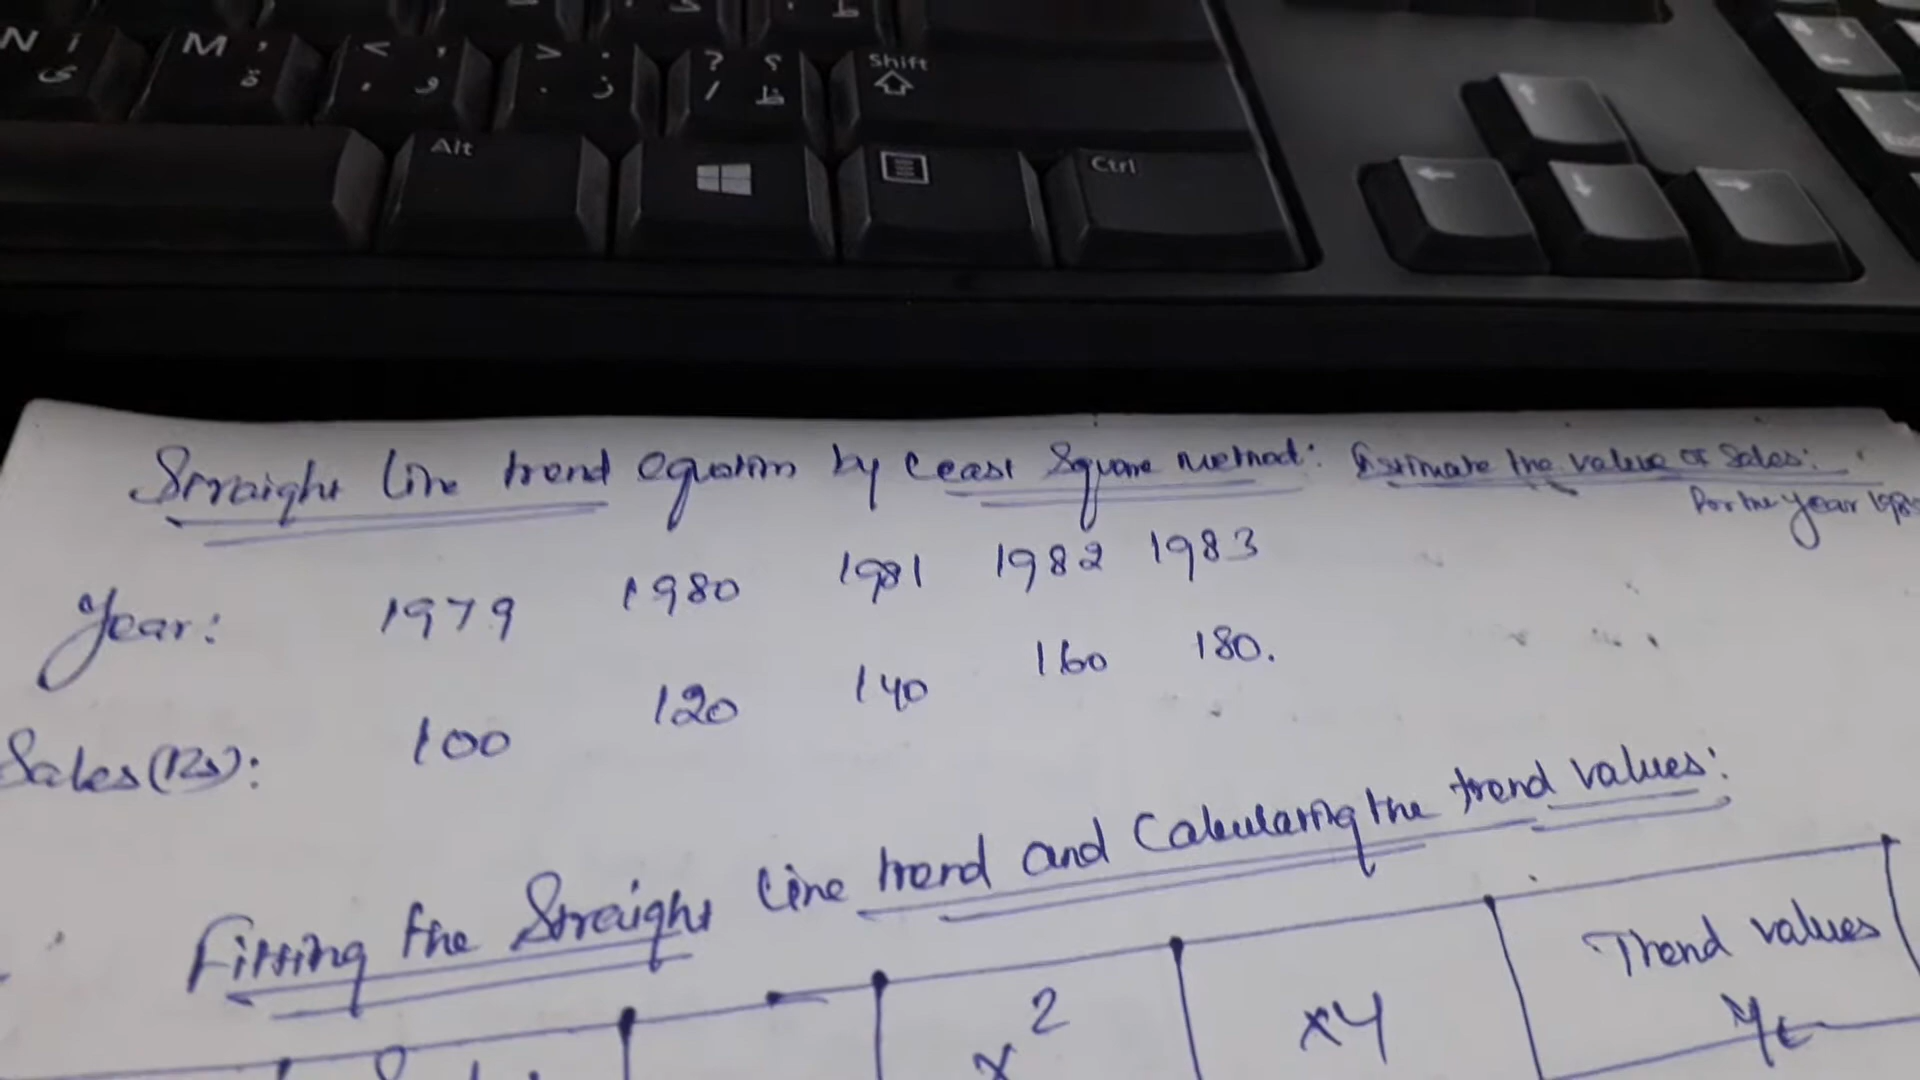 N ى
M ة
< , و
> . ز
? / ؟ ظ
Shift
Alt
Ctrl
Straight line trend equation by least Square method: Estimate the value of Sales:
for the year
Year: 1979 1980 1981 1982 1983
Sales(Rs): 100 120 140 160 180.
Fitting the Straight line trend and Calculating the trend values:
x² xy Trend values
Yt